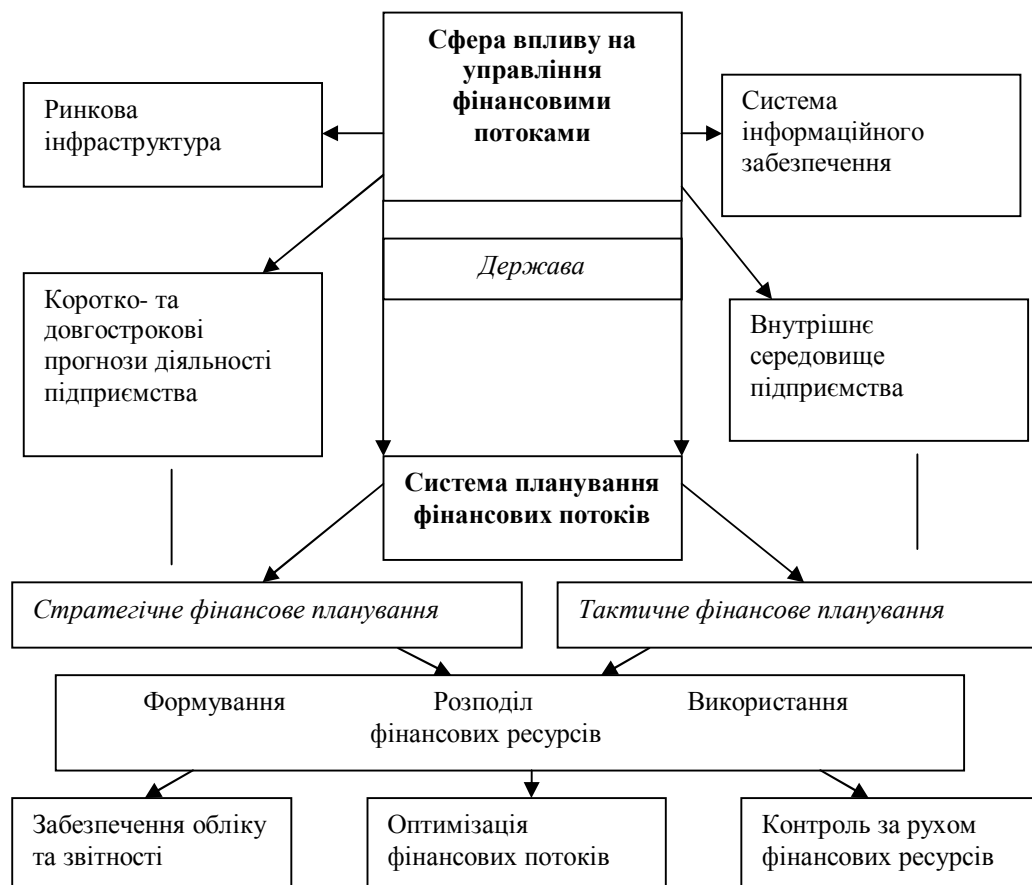 Сфера впливу на
управління
фінансовими
потоками
Ринкова
інфраструктура
Система
інформаційного
забезпечення
Держава
Коротко- та
довгострокові
прогнози діяльності
підприємства
Внутрішнє
середовище
підприємства
Система планування
фінансових потоків
Стратегічне фінансове планування
Тактичне фінансове планування
Формування Розподіл Використання
фінансових ресурсів
Забезпечення обліку
та звітності
Оптимізація
фінансових потоків
Контроль за рухом
фінансових ресурсів